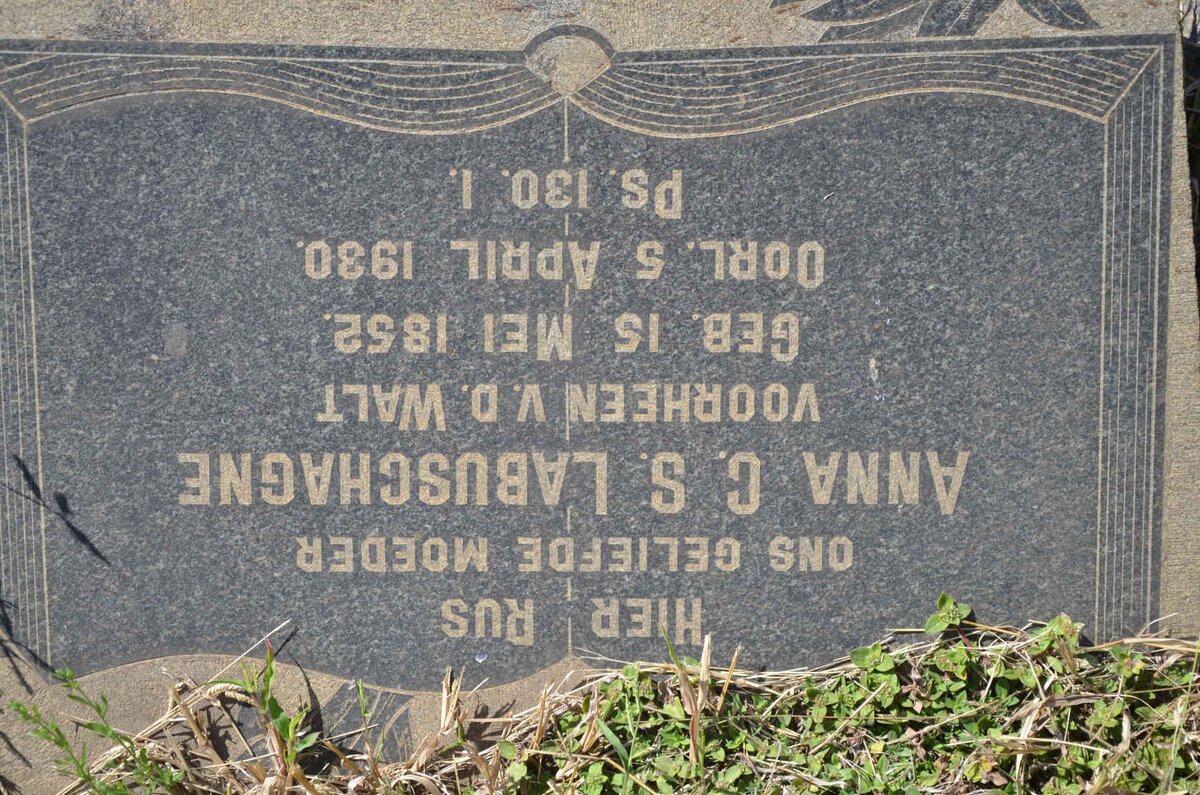 HIER RUS
ONS GELIEFDE MOEDER
ANNA C. S. LABUSCHAGNE
VOORHEEN V. D. WALT
GEB. 15 MEI 1852.
OORL. 5 APRIL 1930.
PS. 130. 1.